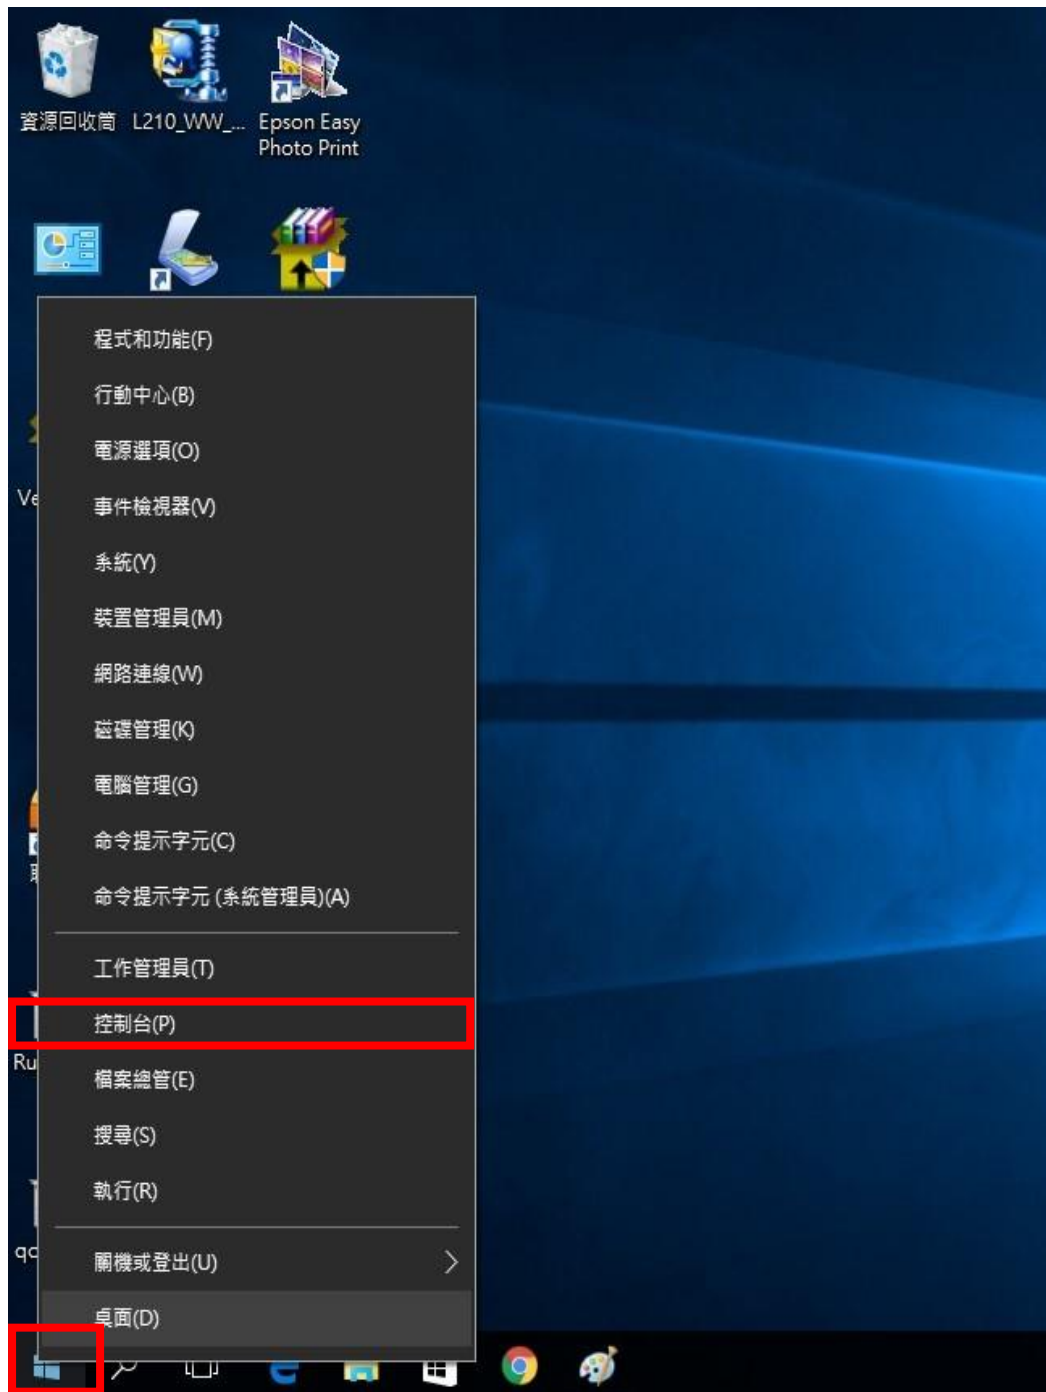 資源回收筒
L210_WW_...
Epson Easy
Photo Print
程式和功能(F)
行動中心(B)
電源選項(O)
Ve
事件檢視器(V)
系統(Y)
裝置管理員(M)
網路連線(W)
磁碟管理(K)
電腦管理(G)
命令提示字元(C)
命令提示字元 (系統管理員)(A)
工作管理員(T)
控制台(P)
Ru
檔案總管(E)
搜尋(S)
執行(R)
關機或登出(U)
桌面(D)